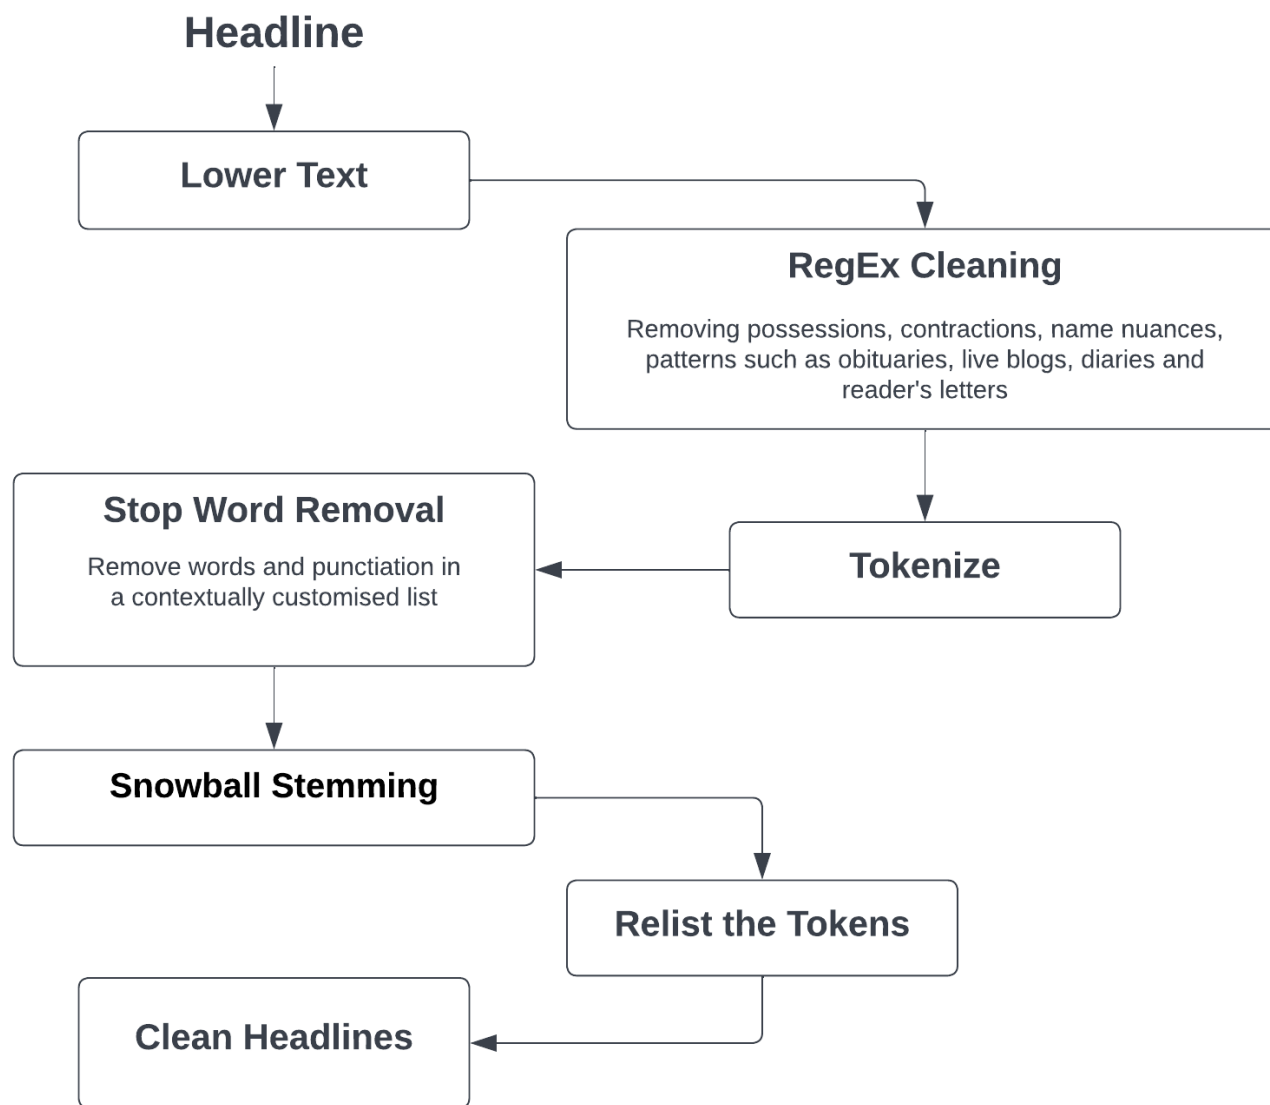 Headline
Lower Text
RegEx Cleaning
Removing possessions, contractions, name nuances,
patterns such as obituaries, live blogs, diaries and
reader's letters
Tokenize
Stop Word Removal
Remove words and punctiation in
a contextually customised list
Snowball Stemming
Relist the Tokens
Clean Headlines